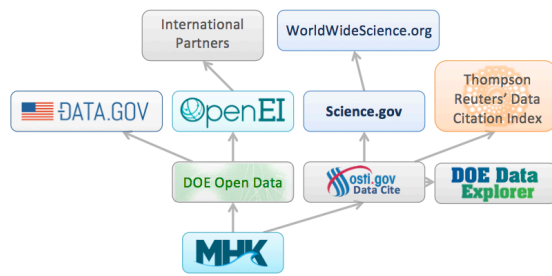 International
Partners
WorldWideScience.org
DATA.GOV
OpenEI
Science.gov
Thompson
Reuters' Data
Citation Index
DOE Open Data
osti.gov
Data Cite
DOE Data
Explorer
MHK